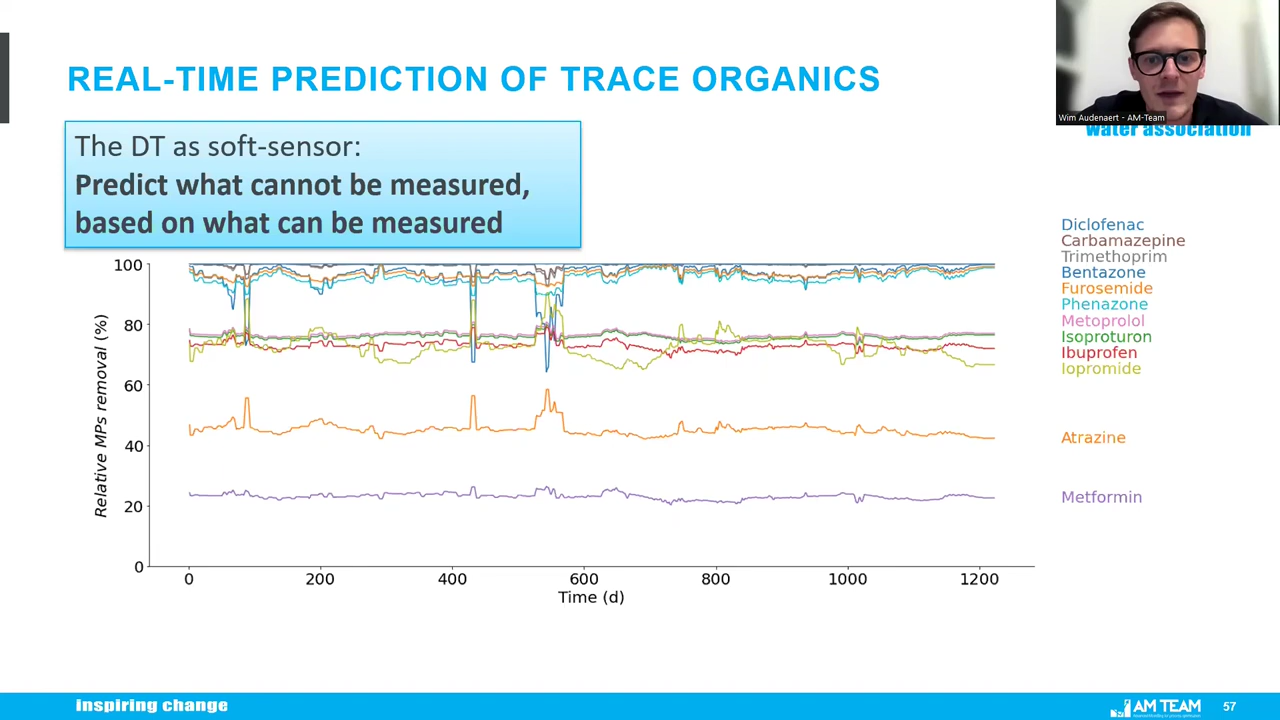 REAL-TIME PREDICTION OF TRACE ORGANICS
Wim Audenaert - AM-Team
water association
The DT as soft-sensor:
Predict what cannot be measured,
based on what can be measured
Relative MPs removal (%)
100
80
60
40
20
0
0 200 400 600 800 1000 1200
Time (d)
Diclofenac
Carbamazepine
Trimethoprim
Bentazone
Furosemide
Phenazone
Metoprolol
Isoproturon
Ibuprofen
Iopromide
Atrazine
Metformin
inspiring change
AM TEAM
57